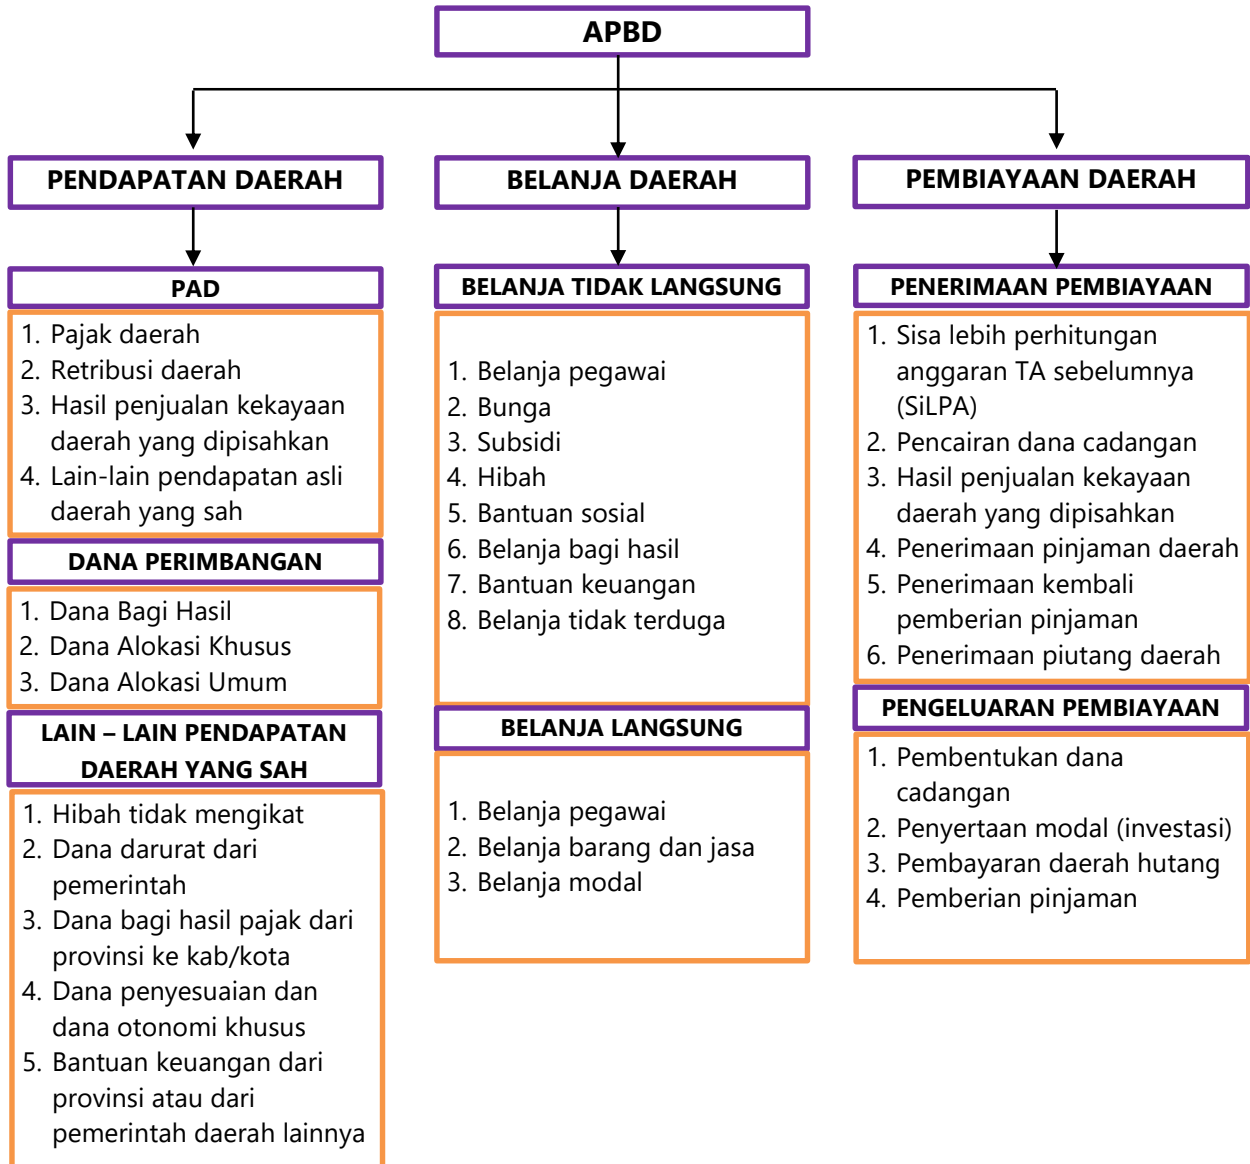 APBD
PENDAPATAN DAERAH
PAD
1. Pajak daerah
2. Retribusi daerah
3. Hasil penjualan kekayaan
daerah yang dipisahkan
4. Lain-lain pendapatan asli
daerah yang sah
DANA PERIMBANGAN
1. Dana Bagi Hasil
2. Dana Alokasi Khusus
3. Dana Alokasi Umum
LAIN – LAIN PENDAPATAN
DAERAH YANG SAH
1. Hibah tidak mengikat
2. Dana darurat dari
pemerintah
3. Dana bagi hasil pajak dari
provinsi ke kab/kota
4. Dana penyesuaian dan
dana otonomi khusus
5. Bantuan keuangan dari
provinsi atau dari
pemerintah daerah lainnya
BELANJA DAERAH
BELANJA TIDAK LANGSUNG
1. Belanja pegawai
2. Bunga
3. Subsidi
4. Hibah
5. Bantuan sosial
6. Belanja bagi hasil
7. Bantuan keuangan
8. Belanja tidak terduga
BELANJA LANGSUNG
1. Belanja pegawai
2. Belanja barang dan jasa
3. Belanja modal
PEMBIAYAAN DAERAH
PENERIMAAN PEMBIAYAAN
1. Sisa lebih perhitungan
anggaran TA sebelumnya
(SiLPA)
2. Pencairan dana cadangan
3. Hasil penjualan kekayaan
daerah yang dipisahkan
4. Penerimaan pinjaman daerah
5. Penerimaan kembali
pemberian pinjaman
6. Penerimaan piutang daerah
PENGELUARAN PEMBIAYAAN
1. Pembentukan dana
cadangan
2. Penyertaan modal (investasi)
3. Pembayaran daerah hutang
4. Pemberian pinjaman